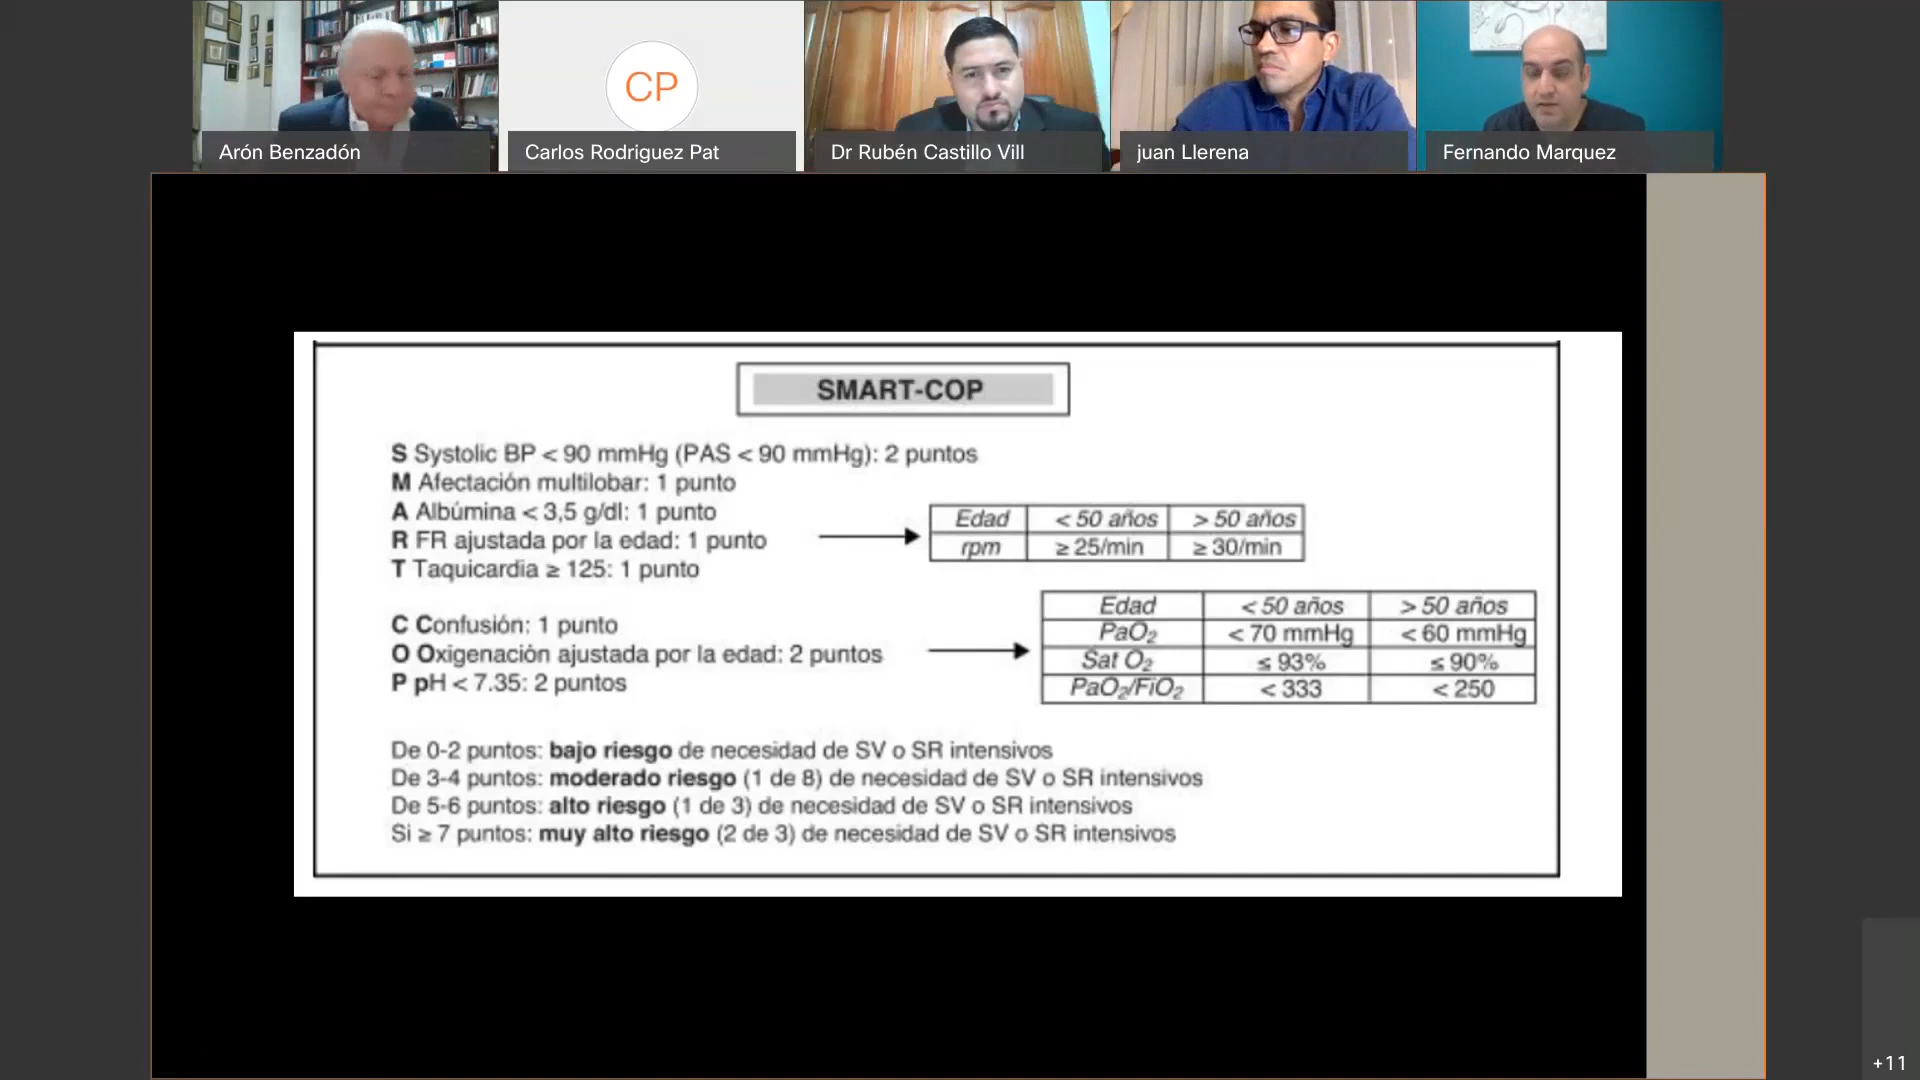 CP
Arón Benzadón
Carlos Rodriguez Pat
Dr Rubén Castillo Vill
juan Llerena
Fernando Marquez
SMART-COP
S Systolic BP < 90 mmHg (PAS < 90 mmHg): 2 puntos
M Afectación multilobar: 1 punto
A Albúmina < 3,5 g/dl: 1 punto
R FR ajustada por la edad: 1 punto
T Taquicardia ≥ 125: 1 punto
Edad < 50 años > 50 años
rpm ≥ 25/min ≥ 30/min
C Confusión: 1 punto
O Oxigenación ajustada por la edad: 2 puntos
P pH < 7.35: 2 puntos
Edad < 50 años > 50 años
PaO₂ < 70 mmHg < 60 mmHg
Sat O₂ ≤ 93% ≤ 90%
PaO₂/FiO₂ < 333 < 250
De 0-2 puntos: bajo riesgo de necesidad de SV o SR intensivos
De 3-4 puntos: moderado riesgo (1 de 8) de necesidad de SV o SR intensivos
De 5-6 puntos: alto riesgo (1 de 3) de necesidad de SV o SR intensivos
Si ≥ 7 puntos: muy alto riesgo (2 de 3) de necesidad de SV o SR intensivos
+11